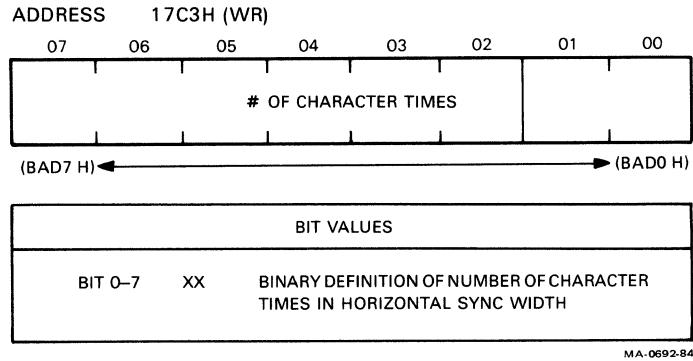 ADDRESS 17C3H (WR)
07 06 05 04 03 02 01 00
# OF CHARACTER TIMES
(BAD7 H) (BAD0 H)
BIT VALUES
BIT 0–7 XX BINARY DEFINITION OF NUMBER OF CHARACTER
TIMES IN HORIZONTAL SYNC WIDTH
MA-0692-84